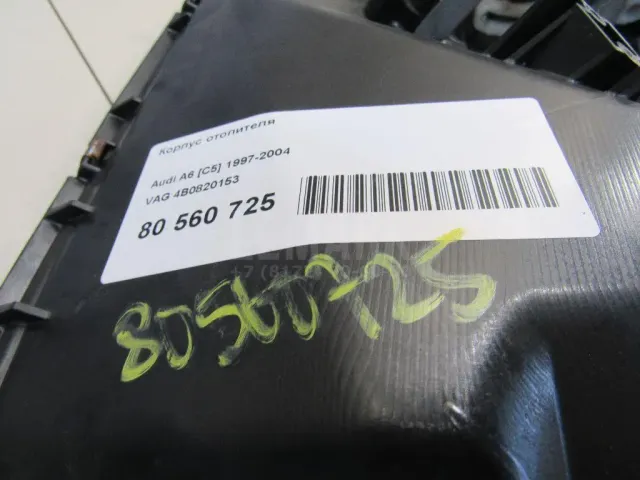 Корпус отопителя
Audi A6 [C5] 1997-2004
VAG 4B0820153
80 560 725
80560725